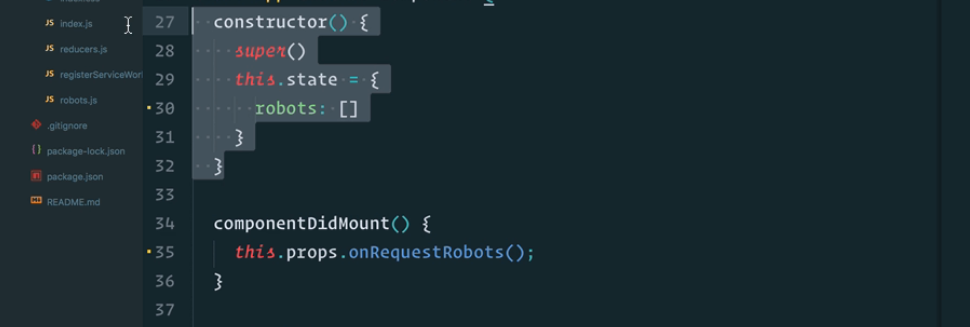 index.js
reducers.js
registerServiceWor
robots.js
.gitignore
package-lock.json
package.json
README.md
27 constructor() {
28 super()
29 this.state = {
30 robots: []
31 }
32 }
33
34 componentDidMount() {
35 this.props.onRequestRobots();
36 }
37